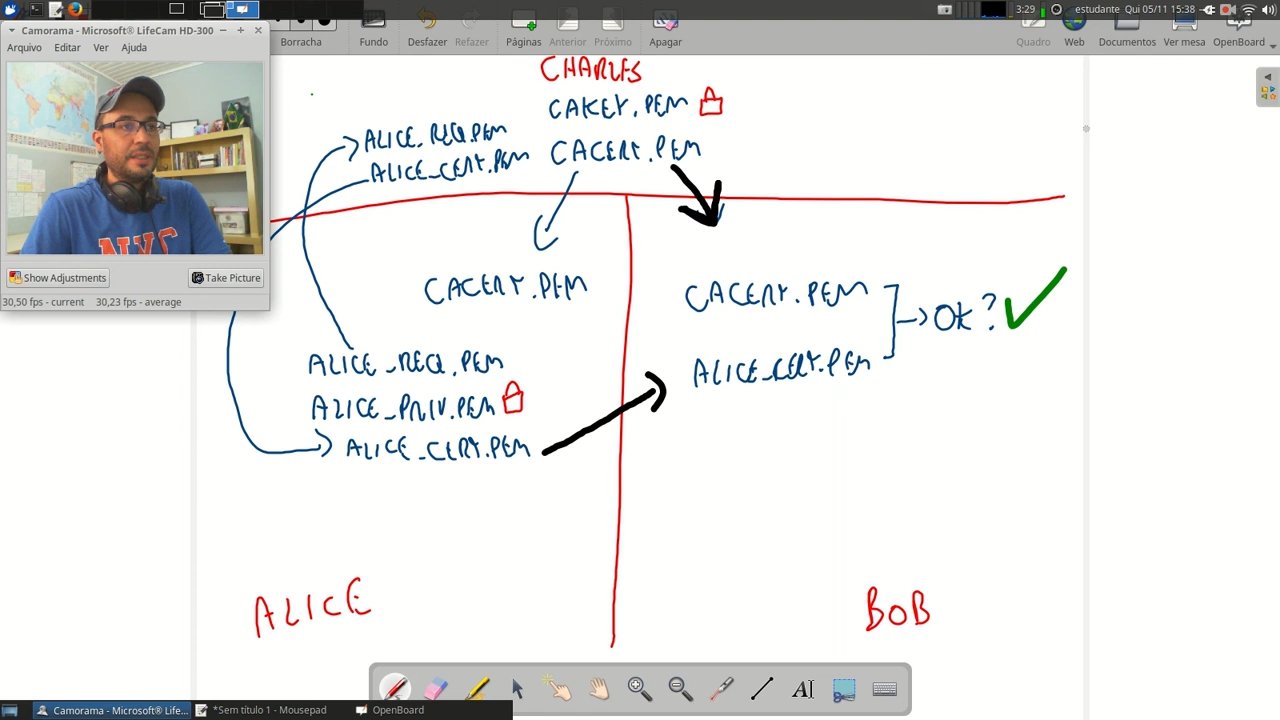 3:29 estudante Qui 05/11 15:38
Camorama - Microsoft® LifeCam HD-300
Arquivo Editar Ver Ajuda
Borracha Fundo Desfazer Refazer Páginas Anterior Próximo Apagar Quadro Web Documentos Ver mesa OpenBoard
NYC
Show Adjustments Take Picture
30,50 fps - current 30,23 fps - average
CHARLES
CAKEY.PEM
ALICE_REQ.PEM
CACERT.PEM
ALICE_CERT.PEM
CACERT.PEM
CACERT.PEM
OK?
ALICE_REQ.PEM
ALICE_CERT.PEM
ALICE_PRIV.PEM
ALICE_CERT.PEM
ALICE
BOB
AI
Camorama - Microsoft® Live... *Sem título 1 - Mousepad OpenBoard